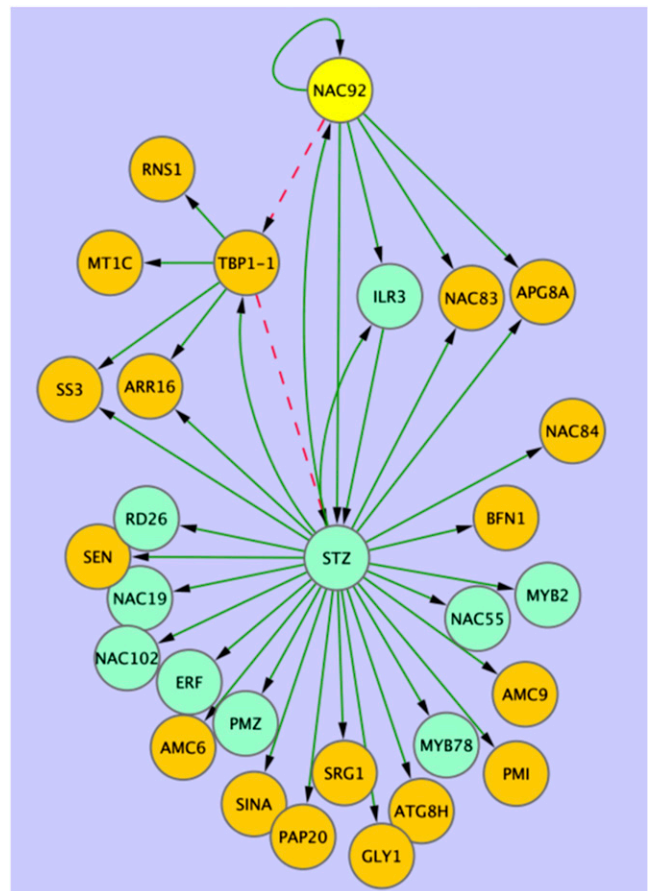 NAC92
RNS1
MT1C
TBP1-1
ILR3
NAC83
APG8A
SS3
ARR16
NAC84
RD26
BFN1
SEN
STZ
NAC19
MYB2
NAC55
NAC102
ERF
AMC9
PMZ
AMC6
MYB78
SRG1
PMI
SINA
ATG8H
PAP20
GLY1